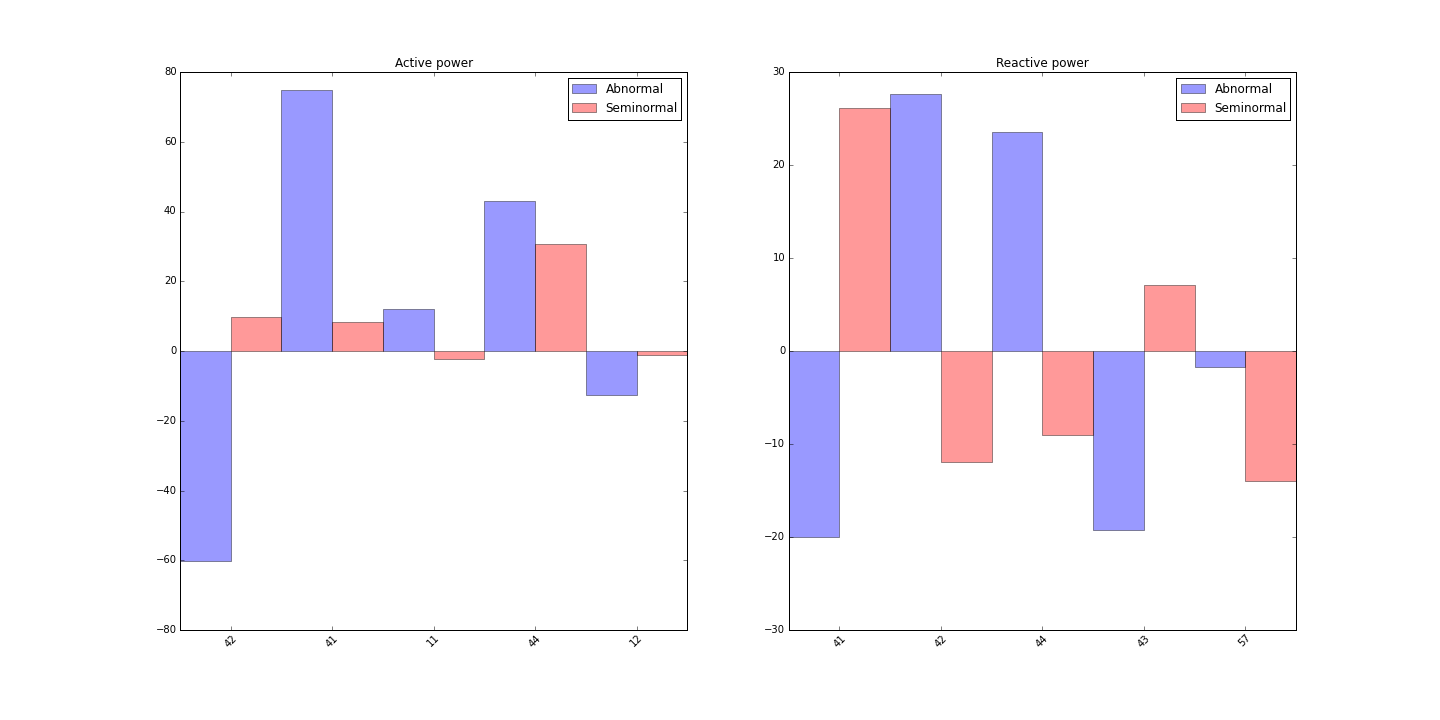 Active power
80
60
40
20
0
−20
−40
−60
−80
42 41 11 44 12
Abnormal
Seminormal
Reactive power
30
20
10
0
−10
−20
−30
41 42 44 43 57
Abnormal
Seminormal